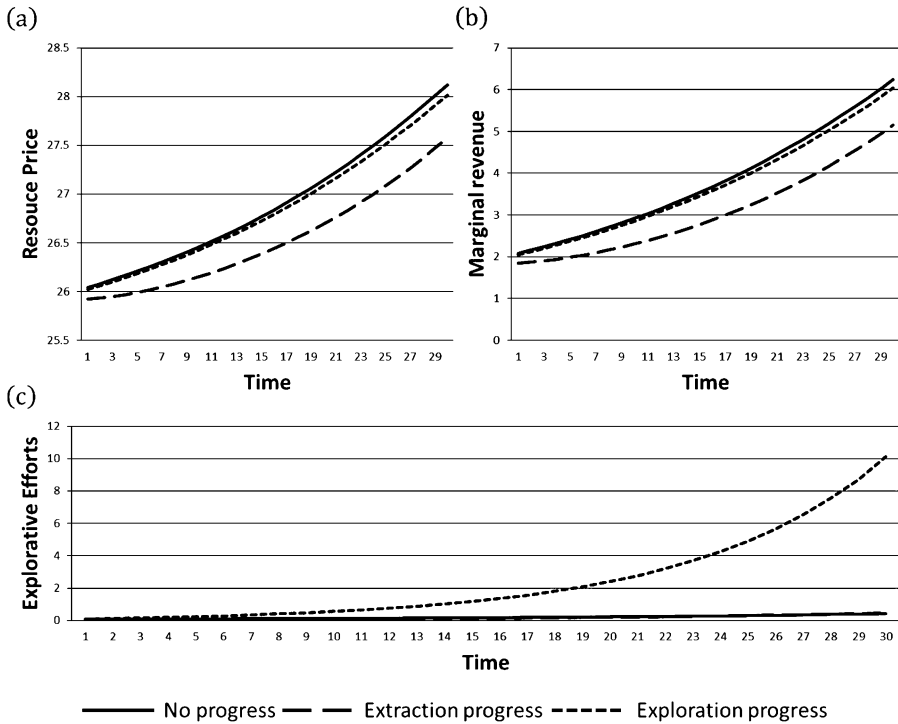 (a)
28.5
28
27.5
27
26.5
26
25.5
Resouce Price
1 3 5 7 9 11 13 15 17 19 21 23 25 27 29
Time
(b)
7
6
5
4
3
2
1
0
Marginal revenue
1 3 5 7 9 11 13 15 17 19 21 23 25 27 29
Time
(c)
12
10
8
6
4
2
0
Explorative Efforts
1 2 3 4 5 6 7 8 9 10 11 12 13 14 15 16 17 18 19 20 21 22 23 24 25 26 27 28 29 30
Time
No progress Extraction progress Exploration progress